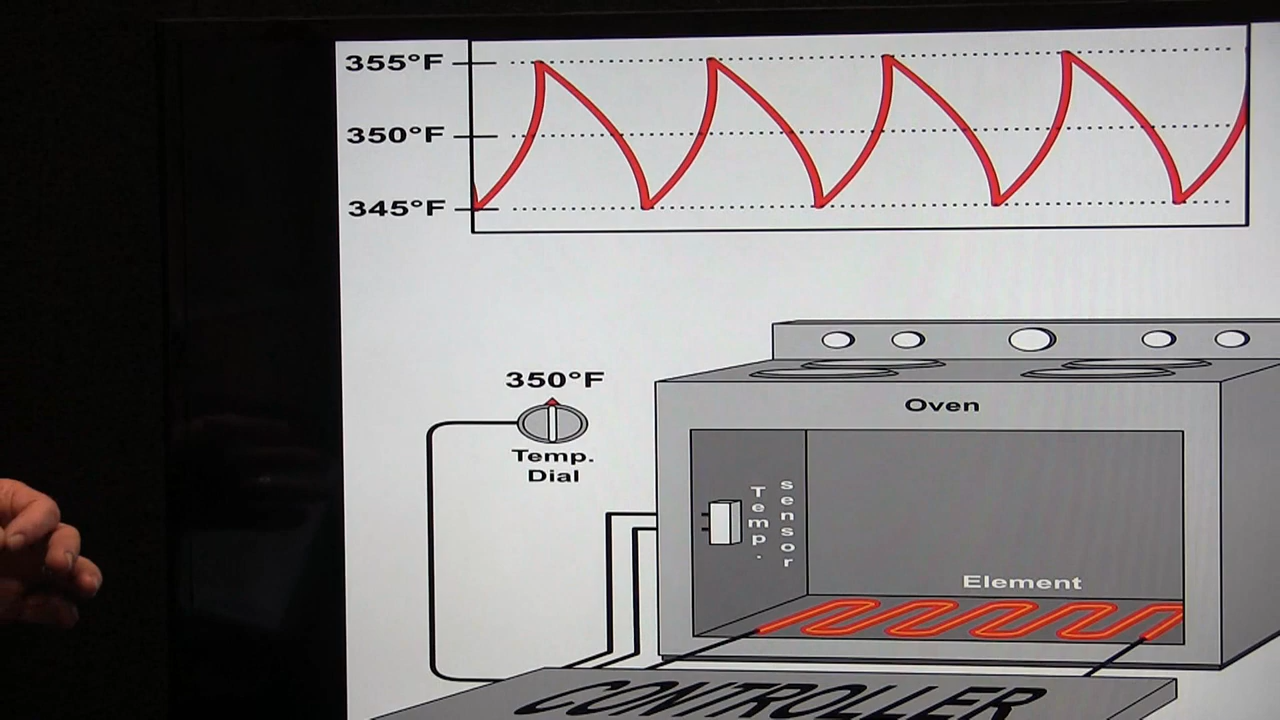 355°F
350°F
345°F
350°F
Temp.
Dial
Oven
Temp.
sensor
Element
CONTROLLER